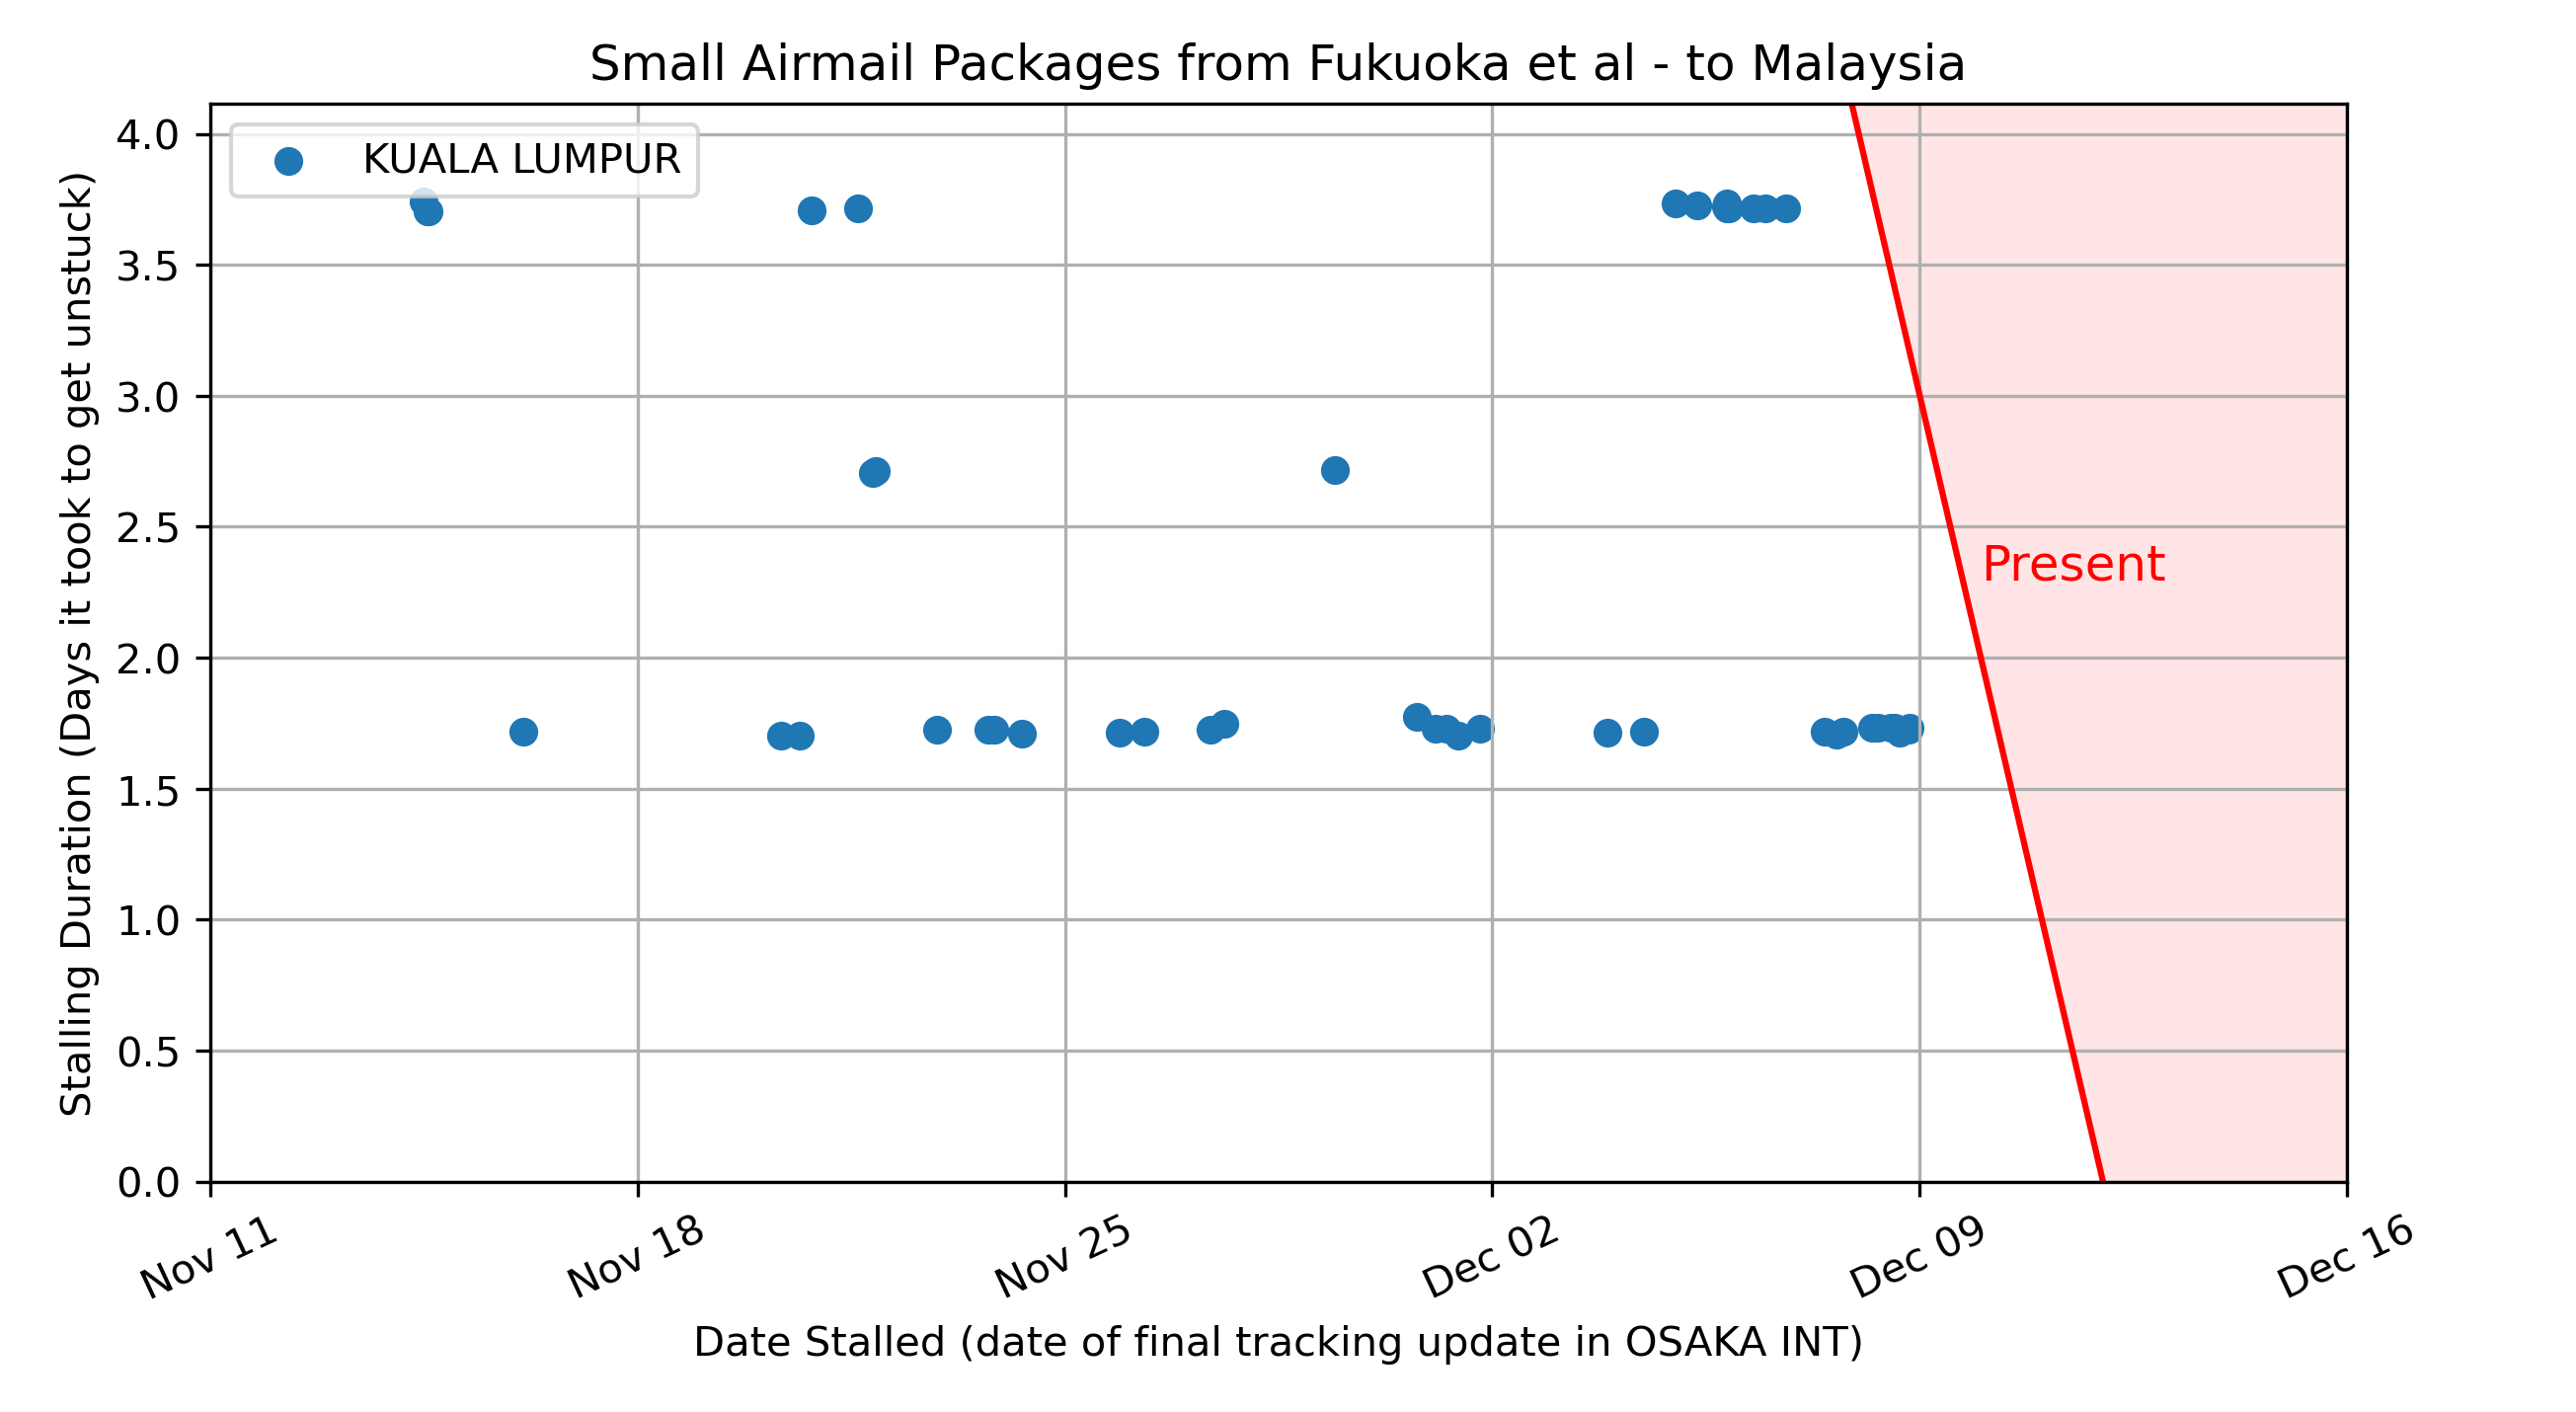 Small Airmail Packages from Fukuoka et al - to Malaysia
KUALA LUMPUR
Stalling Duration (Days it took to get unstuck)
4.0
3.5
3.0
2.5
2.0
1.5
1.0
0.5
0.0
Present
Nov 11
Nov 18
Nov 25
Dec 02
Dec 09
Dec 16
Date Stalled (date of final tracking update in OSAKA INT)